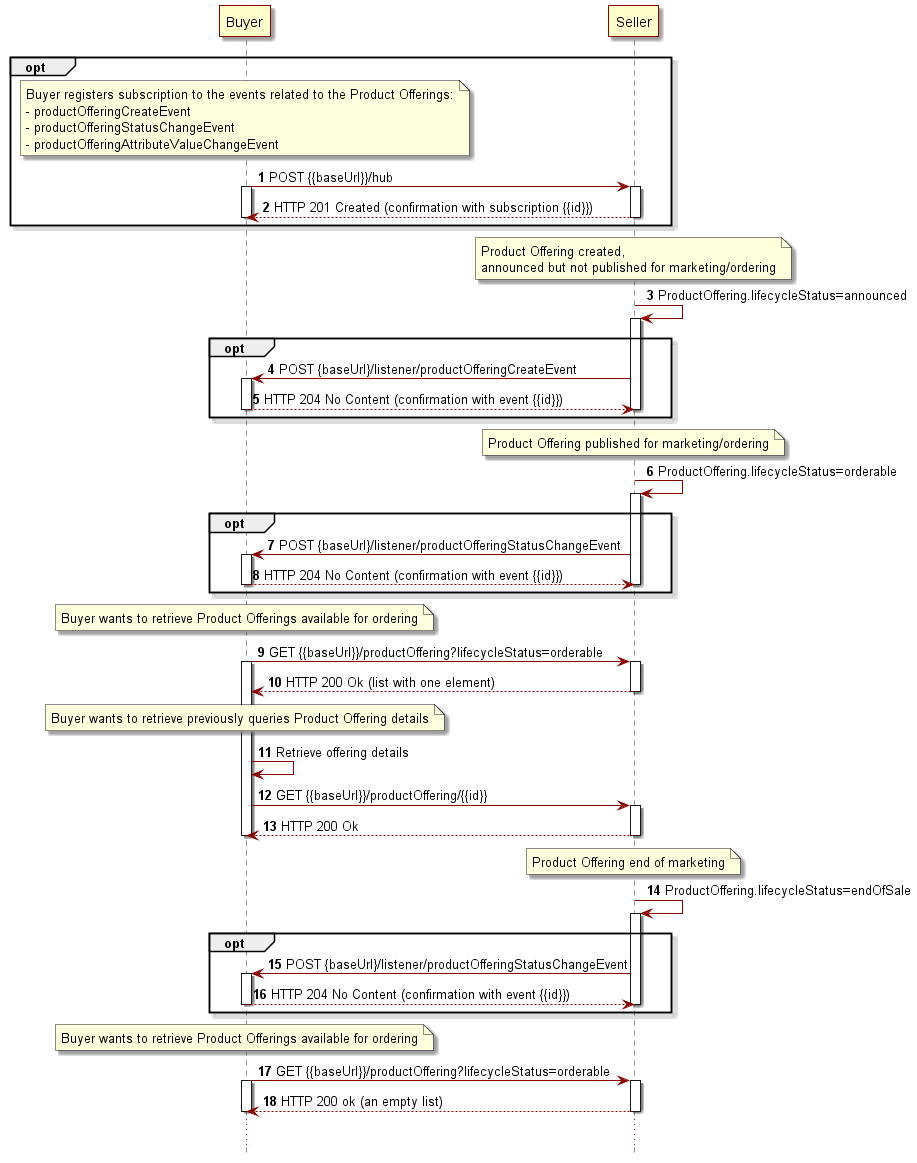 Buyer
Seller
opt
Buyer registers subscription to the events related to the Product Offerings:
- productOfferingCreateEvent
- productOfferingStatusChangeEvent
- productOfferingAttributeValueChangeEvent
1 POST {{baseUrl}}/hub
2 HTTP 201 Created (confirmation with subscription {{id}})
Product Offering created,
announced but not published for marketing/ordering
3 ProductOffering.lifecycleStatus=announced
opt
4 POST {baseUrl}/listener/productOfferingCreateEvent
5 HTTP 204 No Content (confirmation with event {{id}})
Product Offering published for marketing/ordering
6 ProductOffering.lifecycleStatus=orderable
opt
7 POST {baseUrl}/listener/productOfferingStatusChangeEvent
8 HTTP 204 No Content (confirmation with event {{id}})
Buyer wants to retrieve Product Offerings available for ordering
9 GET {{baseUrl}}/productOffering?lifecycleStatus=orderable
10 HTTP 200 Ok (list with one element)
Buyer wants to retrieve previously queries Product Offering details
11 Retrieve offering details
12 GET {{baseUrl}}/productOffering/{{id}}
13 HTTP 200 Ok
Product Offering end of marketing
14 ProductOffering.lifecycleStatus=endOfSale
opt
15 POST {baseUrl}/listener/productOfferingStatusChangeEvent
16 HTTP 204 No Content (confirmation with event {{id}})
Buyer wants to retrieve Product Offerings available for ordering
17 GET {{baseUrl}}/productOffering?lifecycleStatus=orderable
18 HTTP 200 ok (an empty list)